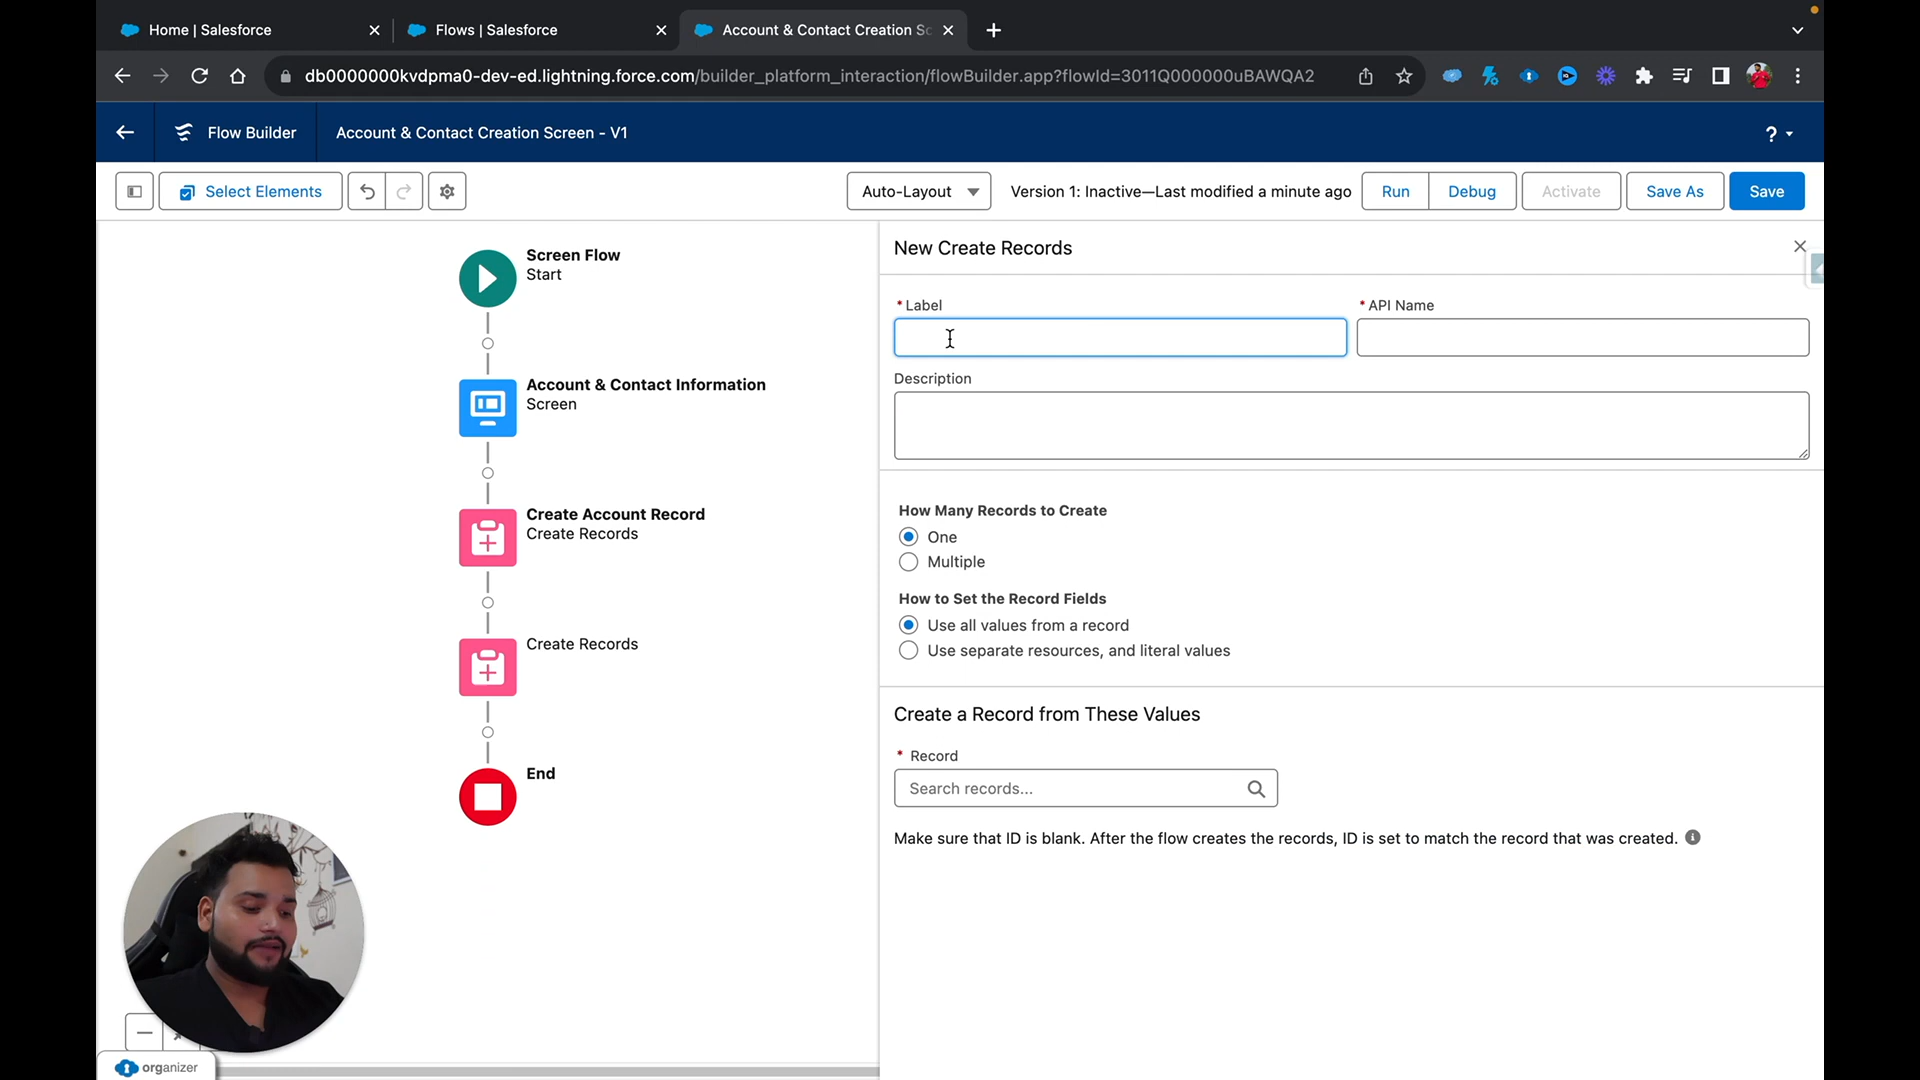 Home | Salesforce
Flows | Salesforce
Account & Contact Creation Sc
db0000000kvdpma0-dev-ed.lightning.force.com/builder_platform_interaction/flowBuilder.app?flowId=3011Q000000uBAWQA2
Flow Builder
Account & Contact Creation Screen - V1
?
Select Elements
Auto-Layout
Version 1: Inactive—Last modified a minute ago
Run
Debug
Activate
Save As
Save
Screen Flow
Start
Account & Contact Information
Screen
Create Account Record
Create Records
Create Records
End
New Create Records
* Label
* API Name
Description
How Many Records to Create
One
Multiple
How to Set the Record Fields
Use all values from a record
Use separate resources, and literal values
Create a Record from These Values
* Record
Search records...
Make sure that ID is blank. After the flow creates the records, ID is set to match the record that was created.
organizer